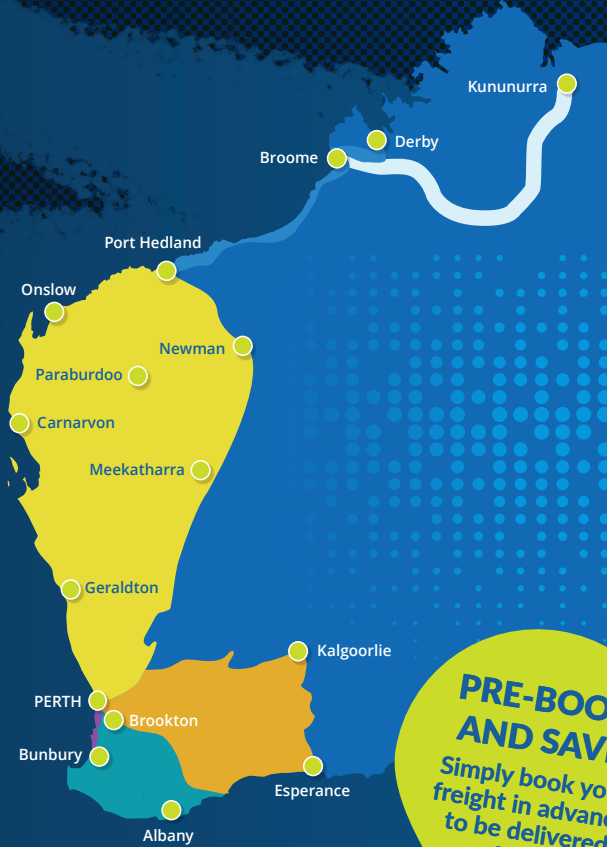 Kununurra
Derby
Broome
Port Hedland
Onslow
Newman
Paraburdoo
Carnarvon
Meekatharra
Geraldton
Kalgoorlie
PERTH
Brookton
Bunbury
Esperance
Albany
PRE-BOO
AND SAV
Simply book yo
freight in advan
to be delivered